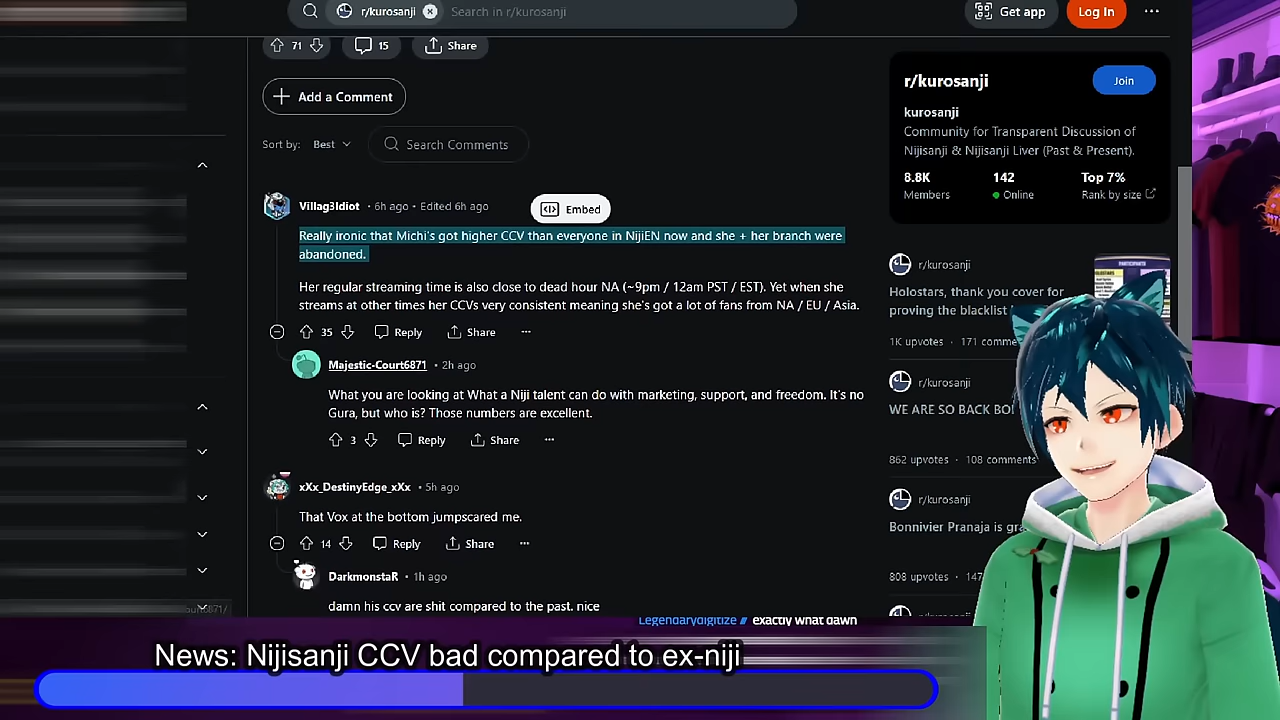 r/kurosanji
Search in r/kurosanji
Get app
Log In
71
15
Share
Add a Comment
Sort by:
Best
Search Comments
Villag3Idiot
• 6h ago • Edited 6h ago
Embed
Really ironic that Michi's got higher CCV than everyone in NijiEN now and she + her branch were
abandoned.
Her regular streaming time is also close to dead hour NA (~9pm / 12am PST / EST). Yet when she
streams at other times her CCVs very consistent meaning she's got a lot of fans from NA / EU / Asia.
35
Reply
Share
Majestic-Court6871 • 2h ago
What you are looking at What a Niji talent can do with marketing, support, and freedom. It's no
Gura, but who is? Those numbers are excellent.
3
Reply
Share
xXx_DestinyEdge_xXx • 5h ago
That Vox at the bottom jumpscared me.
14
Reply
Share
DarkmonstaR • 1h ago
damn his ccv are shit compared to the past. nice
r/kurosanji
Join
kurosanji
Community for Transparent Discussion of
Nijisanji & Nijisanji Liver (Past & Present).
8.8K
142
Top 7%
Members
Online
Rank by size
r/kurosanji
Holostars, thank you cover for
proving the blacklist
1K upvotes • 171 comme
r/kurosanji
WE ARE SO BACK BO
862 upvotes • 108 comments
r/kurosanji
Bonnivier Pranaja is gra
808 upvotes • 147
Legendarydigitize // exactly what dawn
News: Nijisanji CCV bad compared to ex-niji